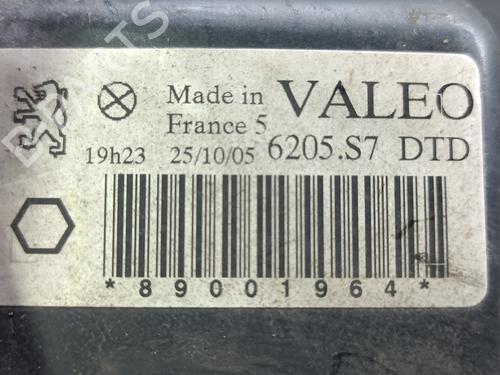 Made in VALEO
France 5
19h23 25/10/05 6205.S7 DTD
*89001964*